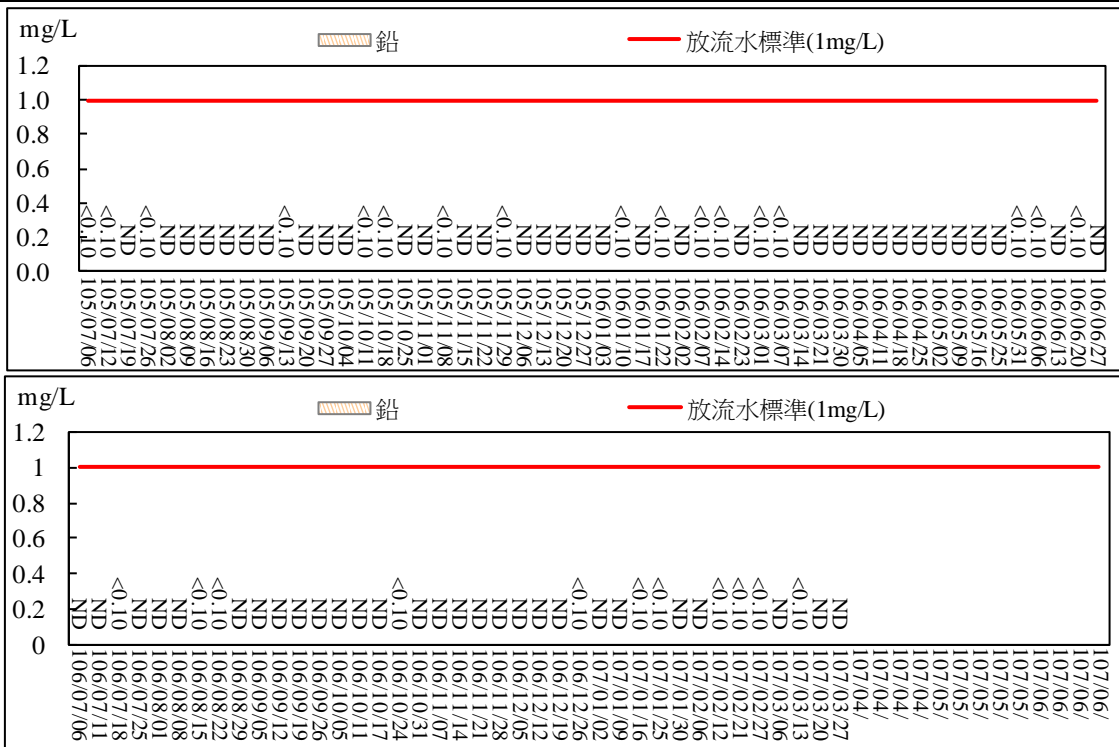 mg/L
鉛
放流水標準(1mg/L)
1.2
1.0
0.8
0.6
0.4
0.2
0.0
<0.10
<0.10
ND
<0.10
ND
ND
ND
ND
ND
ND
<0.10
ND
ND
ND
<0.10
<0.10
ND
ND
<0.10
ND
ND
<0.10
ND
ND
ND
ND
ND
<0.10
ND
<0.10
ND
<0.10
<0.10
ND
<0.10
<0.10
ND
ND
ND
ND
ND
ND
ND
ND
ND
ND
ND
<0.10
<0.10
ND
<0.10
ND
105/07/06
105/07/12
105/07/19
105/07/26
105/08/02
105/08/09
105/08/16
105/08/23
105/08/30
105/09/06
105/09/13
105/09/20
105/09/27
105/10/04
105/10/11
105/10/18
105/10/25
105/11/01
105/11/08
105/11/15
105/11/22
105/11/29
105/12/06
105/12/13
105/12/20
105/12/27
106/01/03
106/01/10
106/01/17
106/01/22
106/02/02
106/02/07
106/02/14
106/02/23
106/03/01
106/03/07
106/03/14
106/03/21
106/03/30
106/04/05
106/04/11
106/04/18
106/04/25
106/05/02
106/05/09
106/05/16
106/05/25
106/05/31
106/06/06
106/06/13
106/06/20
106/06/27
mg/L
鉛
放流水標準(1mg/L)
1.2
1
0.8
0.6
0.4
0.2
0
ND
ND
<0.10
ND
ND
ND
<0.10
<0.10
ND
ND
ND
ND
ND
ND
ND
ND
<0.10
ND
ND
ND
ND
ND
ND
ND
ND
<0.10
ND
ND
<0.10
<0.10
ND
ND
<0.10
<0.10
<0.10
ND
<0.10
ND
ND
106/07/06
106/07/11
106/07/18
106/07/25
106/08/01
106/08/08
106/08/15
106/08/22
106/08/29
106/09/05
106/09/12
106/09/19
106/09/26
106/10/05
106/10/11
106/10/17
106/10/24
106/10/31
106/11/07
106/11/14
106/11/21
106/11/28
106/12/05
106/12/12
106/12/19
106/12/26
107/01/02
107/01/09
107/01/16
107/01/25
107/01/30
107/02/06
107/02/12
107/02/21
107/02/27
107/03/06
107/03/13
107/03/20
107/03/27
107/04/
107/04/
107/04/
107/04/
107/05/
107/05/
107/05/
107/05/
107/05/
107/06/
107/06/
107/06/
107/06/